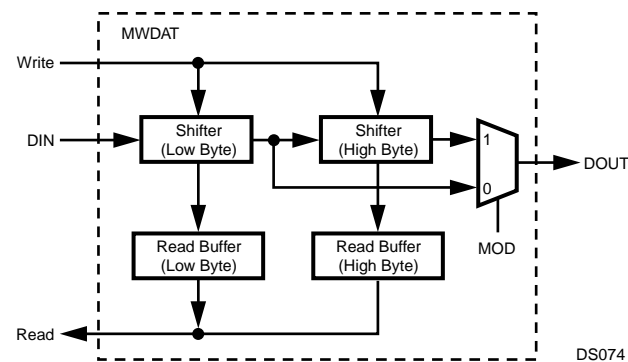 MWDAT
Write
Shifter
(Low Byte)
Shifter
(High Byte)
1
DIN
DOUT
0
Read Buffer
(Low Byte)
Read Buffer
(High Byte)
MOD
Read
DS074